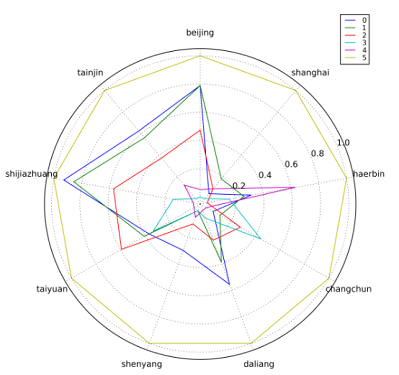 0
1
2
3
4
5
beijing
tainjin
shanghai
1.0
0.8
0.6
0.4
0.2
shijiazhuang
haerbin
taiyuan
changchun
shenyang
daliang